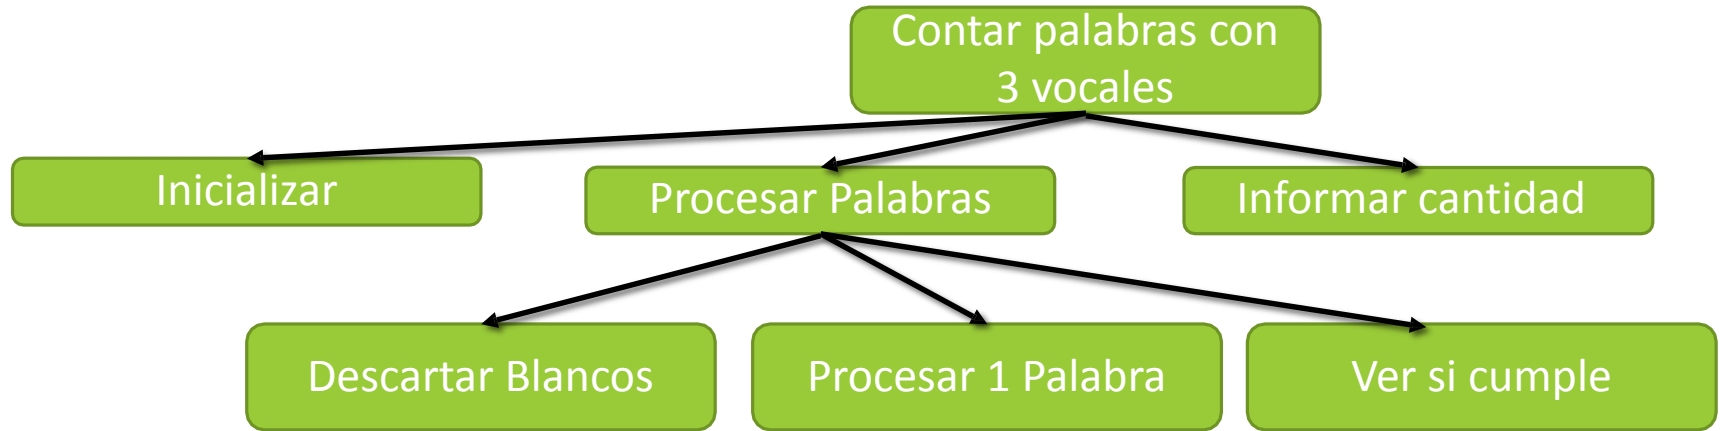 Contar palabras con
3 vocales
Inicializar
Procesar Palabras
Informar cantidad
Descartar Blancos
Procesar 1 Palabra
Ver si cumple